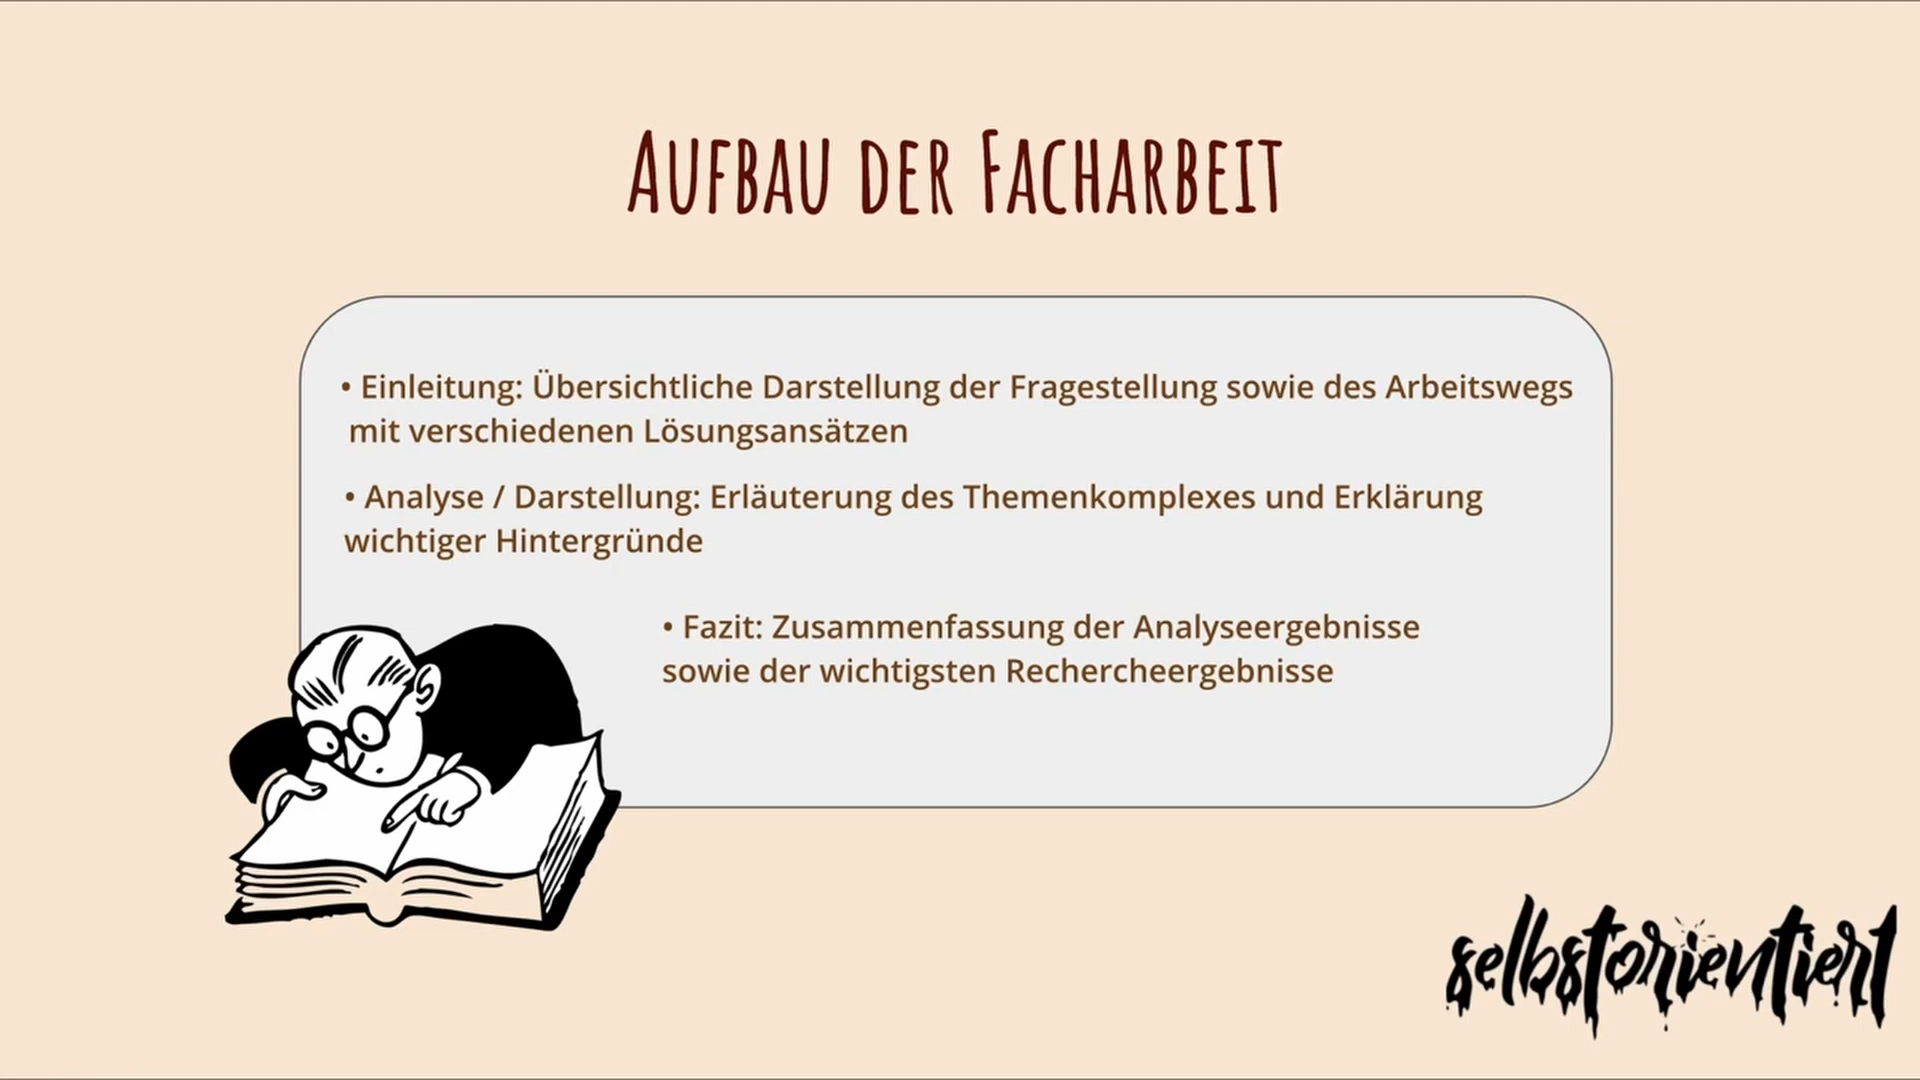 Aufbau der Facharbeit
• Einleitung: Übersichtliche Darstellung der Fragestellung sowie des Arbeitswegs
mit verschiedenen Lösungsansätzen
• Analyse / Darstellung: Erläuterung des Themenkomplexes und Erklärung
wichtiger Hintergründe
• Fazit: Zusammenfassung der Analyseergebnisse
sowie der wichtigsten Rechercheergebnisse
selbstorientiert